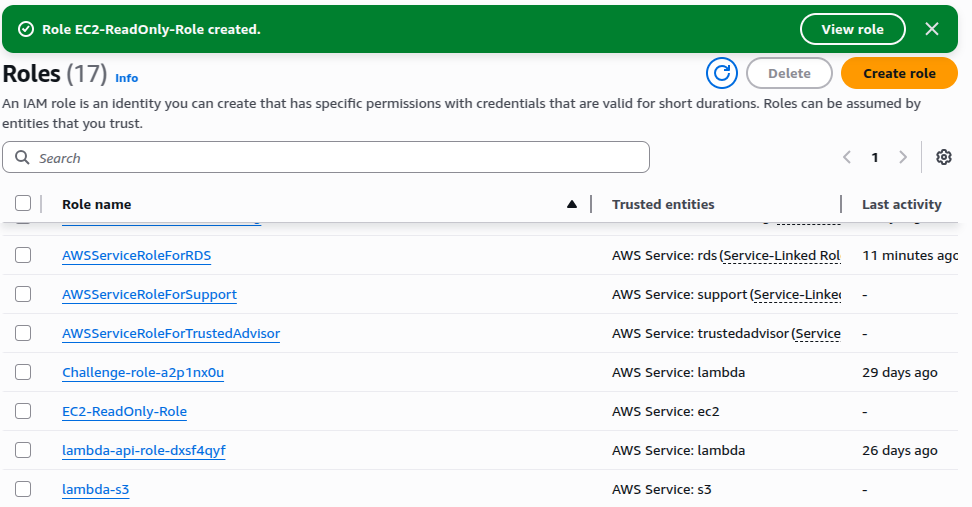 Role EC2-ReadOnly-Role created.
View role
Roles (17) Info
Delete
Create role
An IAM role is an identity you can create that has specific permissions with credentials that are valid for short durations. Roles can be assumed by
entities that you trust.
Search
1
Role name
Trusted entities
Last activity
AWSServiceRoleForRDS AWS Service: rds (Service-Linked Rol 11 minutes ago
AWSServiceRoleForSupport AWS Service: support (Service-Linked -
AWSServiceRoleForTrustedAdvisor AWS Service: trustedadvisor (Service -
Challenge-role-a2p1nx0u AWS Service: lambda 29 days ago
EC2-ReadOnly-Role AWS Service: ec2 -
lambda-api-role-dxsf4qyf AWS Service: lambda 26 days ago
lambda-s3 AWS Service: s3 -